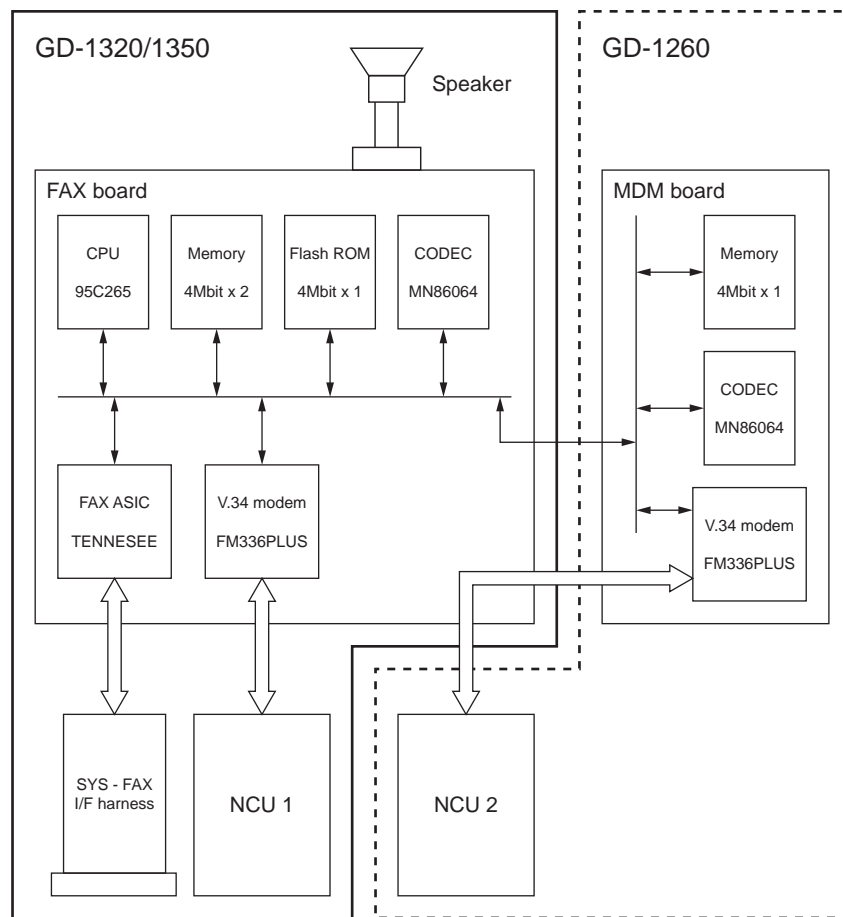 GD-1320/1350
GD-1260
Speaker
FAX board
MDM board
CPU
95C265
Memory
4Mbit x 2
Flash ROM
4Mbit x 1
CODEC
MN86064
Memory
4Mbit x 1
CODEC
MN86064
FAX ASIC
TENNESEE
V.34 modem
FM336PLUS
V.34 modem
FM336PLUS
SYS - FAX
I/F harness
NCU 1
NCU 2